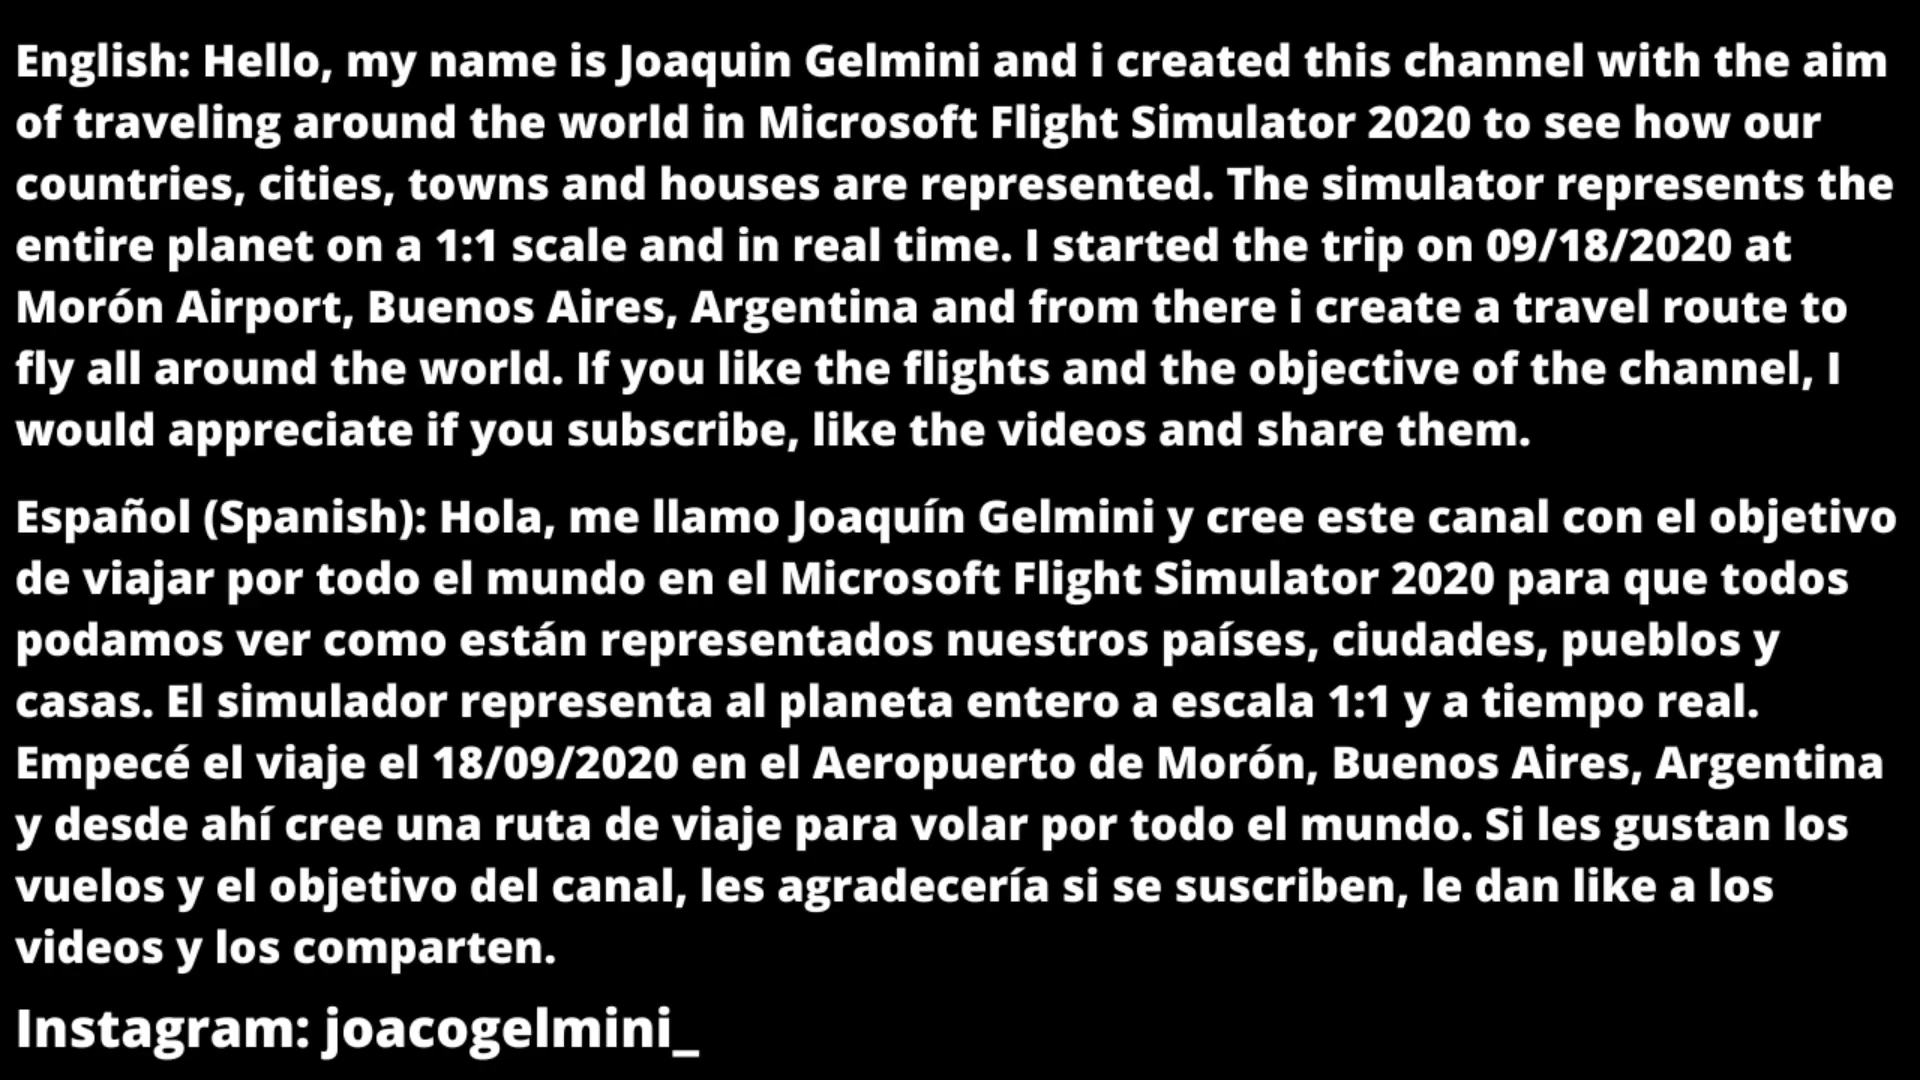 English: Hello, my name is Joaquin Gelmini and i created this channel with the aim
of traveling around the world in Microsoft Flight Simulator 2020 to see how our
countries, cities, towns and houses are represented. The simulator represents the
entire planet on a 1:1 scale and in real time. I started the trip on 09/18/2020 at
Morón Airport, Buenos Aires, Argentina and from there i create a travel route to
fly all around the world. If you like the flights and the objective of the channel, I
would appreciate if you subscribe, like the videos and share them.
Español (Spanish): Hola, me llamo Joaquín Gelmini y cree este canal con el objetivo
de viajar por todo el mundo en el Microsoft Flight Simulator 2020 para que todos
podamos ver como están representados nuestros países, ciudades, pueblos y
casas. El simulador representa al planeta entero a escala 1:1 y a tiempo real.
Empecé el viaje el 18/09/2020 en el Aeropuerto de Morón, Buenos Aires, Argentina
y desde ahí cree una ruta de viaje para volar por todo el mundo. Si les gustan los
vuelos y el objetivo del canal, les agradecería si se suscriben, le dan like a los
videos y los comparten.
Instagram: joacogelmini_